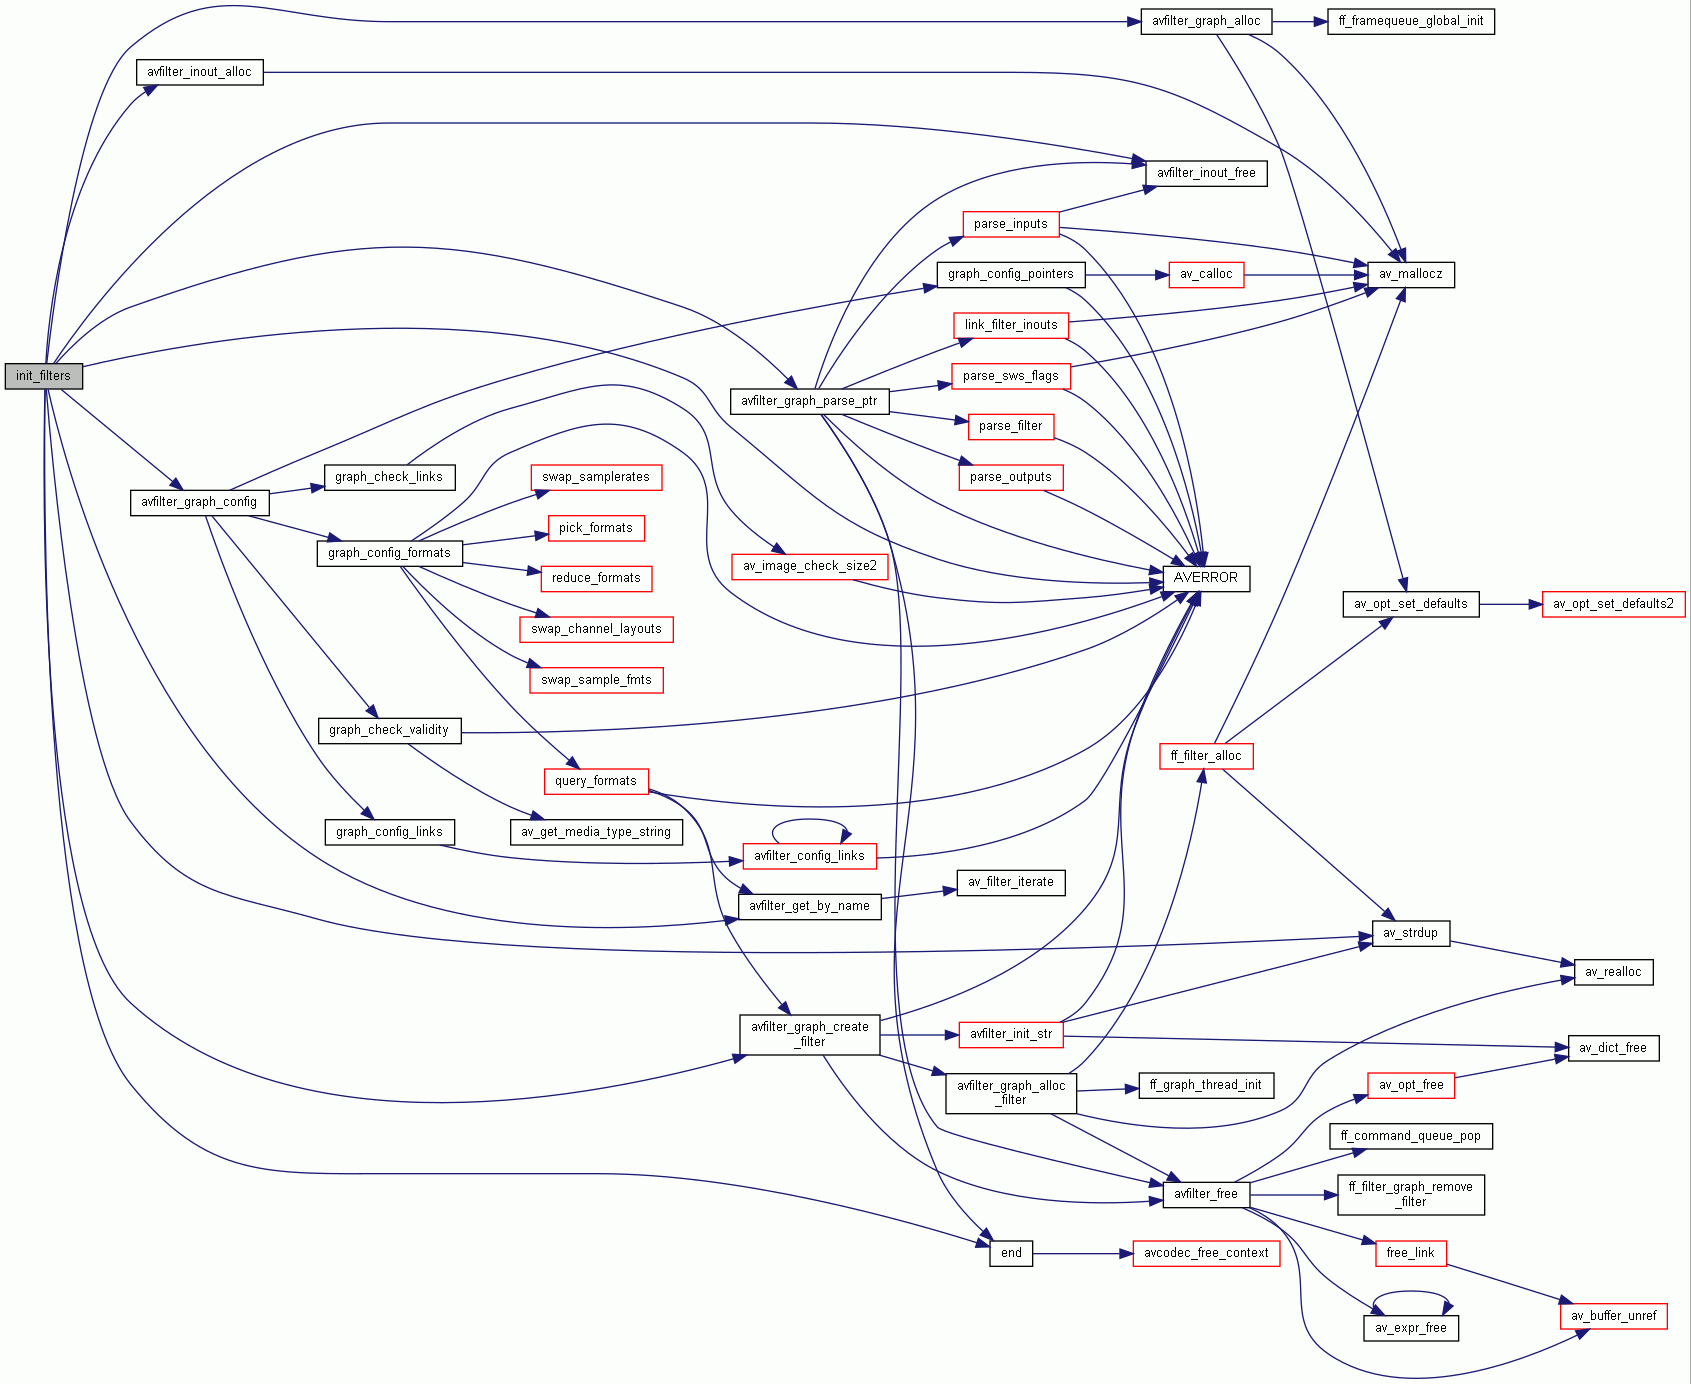 avfilter_graph_alloc
ff_framequeue_global_init
avfilter_inout_alloc
avfilter_inout_free
parse_inputs
graph_config_pointers
av_calloc
av_mallocz
link_filter_inouts
init_filters
parse_sws_flags
avfilter_graph_parse_ptr
parse_filter
graph_check_links
swap_samplerates
parse_outputs
avfilter_graph_config
pick_formats
graph_config_formats
av_image_check_size2
reduce_formats
AVERROR
av_opt_set_defaults
av_opt_set_defaults2
swap_channel_layouts
swap_sample_fmts
graph_check_validity
ff_filter_alloc
query_formats
graph_config_links
av_get_media_type_string
avfilter_config_links
av_filter_iterate
avfilter_get_by_name
av_strdup
av_realloc
avfilter_graph_create
_filter
avfilter_init_str
av_dict_free
avfilter_graph_alloc
_filter
ff_graph_thread_init
av_opt_free
ff_command_queue_pop
avfilter_free
ff_filter_graph_remove
_filter
end
avcodec_free_context
free_link
av_buffer_unref
av_expr_free